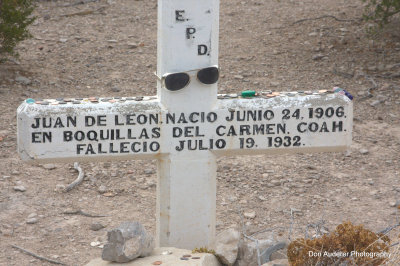 E.
P.
D.
JUAN DE LEON. NACIO JUNIO 24. 1906.
EN BOQUILLAS DEL CARMEN, COAH.
FALLECIO JULIO 19. 1932.
Don Auderer Photography